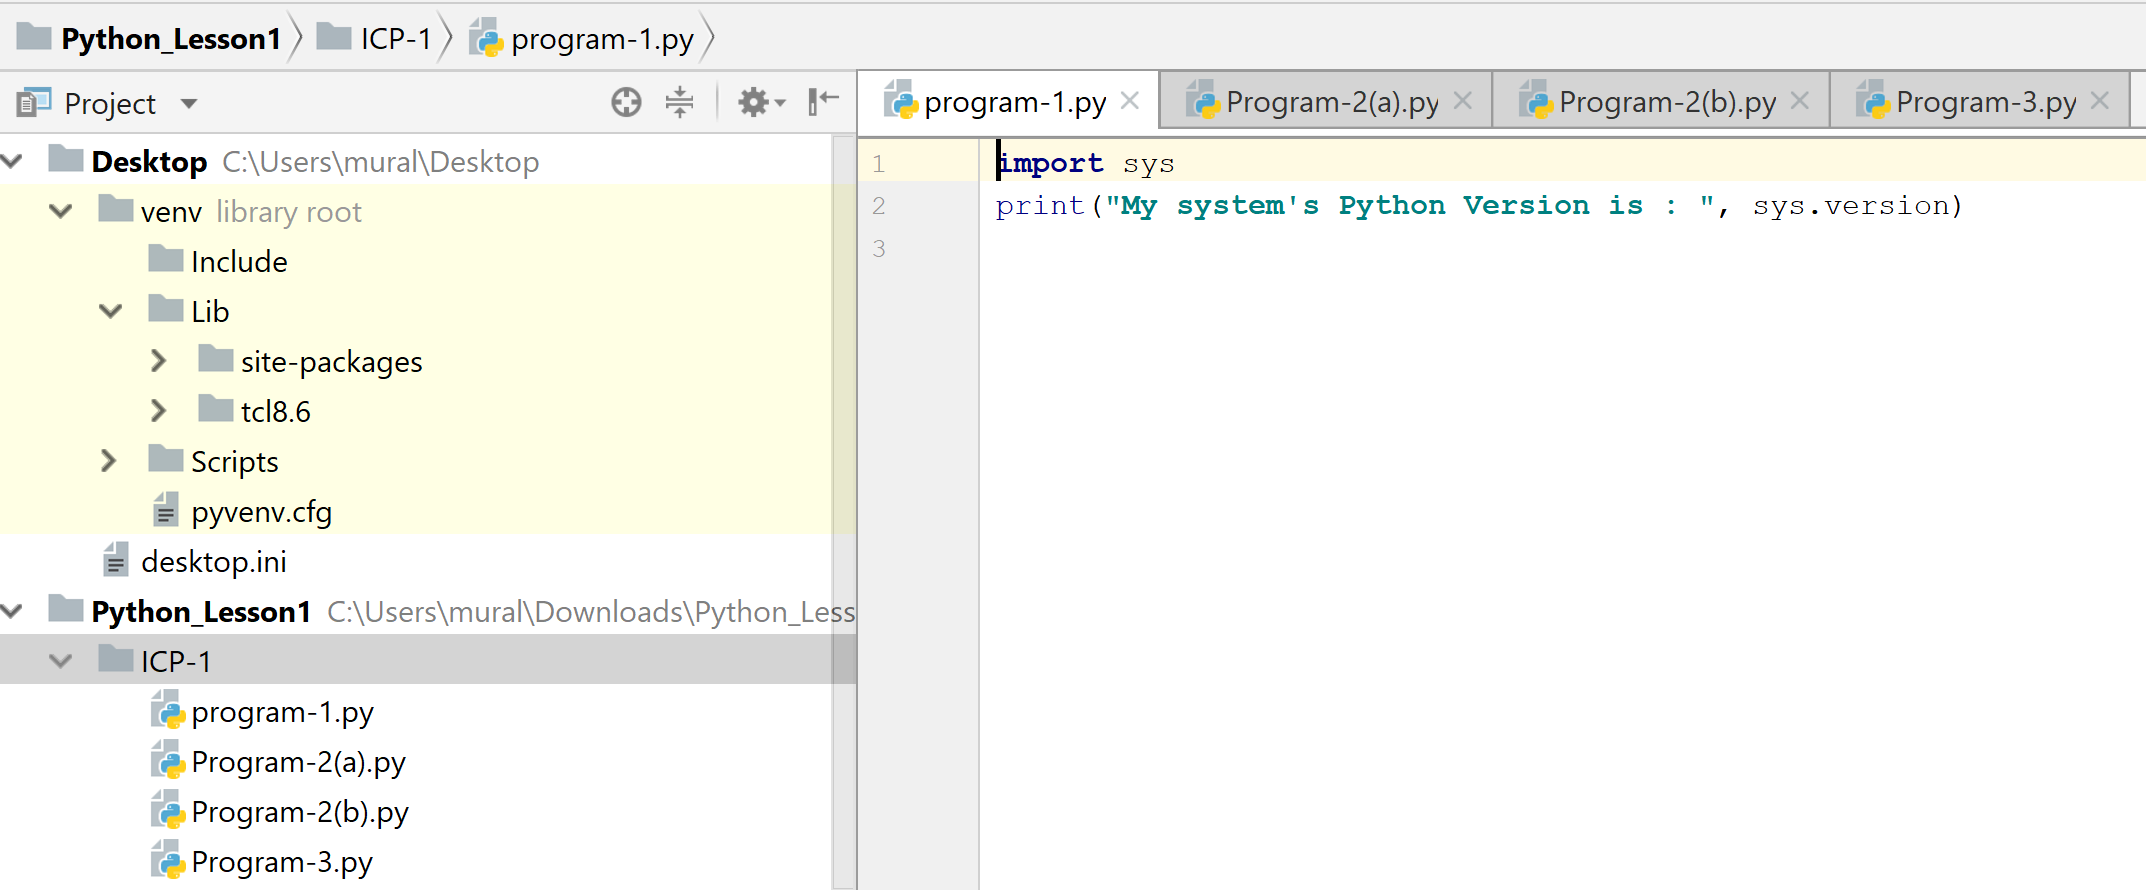 Python_Lesson1 ICP-1 program-1.py
Project
program-1.py Program-2(a).py Program-2(b).py Program-3.py
Desktop C:\Users\mural\Desktop
venv library root
Include
Lib
site-packages
tcl8.6
Scripts
pyvenv.cfg
desktop.ini
Python_Lesson1 C:\Users\mural\Downloads\Python_Less
ICP-1
program-1.py
Program-2(a).py
Program-2(b).py
Program-3.py
1 import sys
2 print("My system's Python Version is : ", sys.version)
3